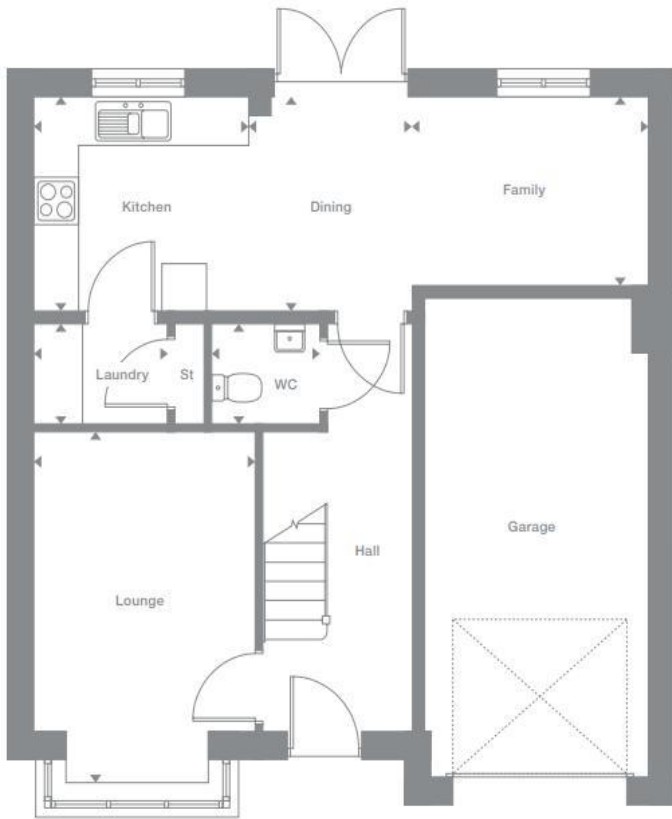 Family
Kitchen
Dining
Laundry
St
WC
Garage
Hall
Lounge